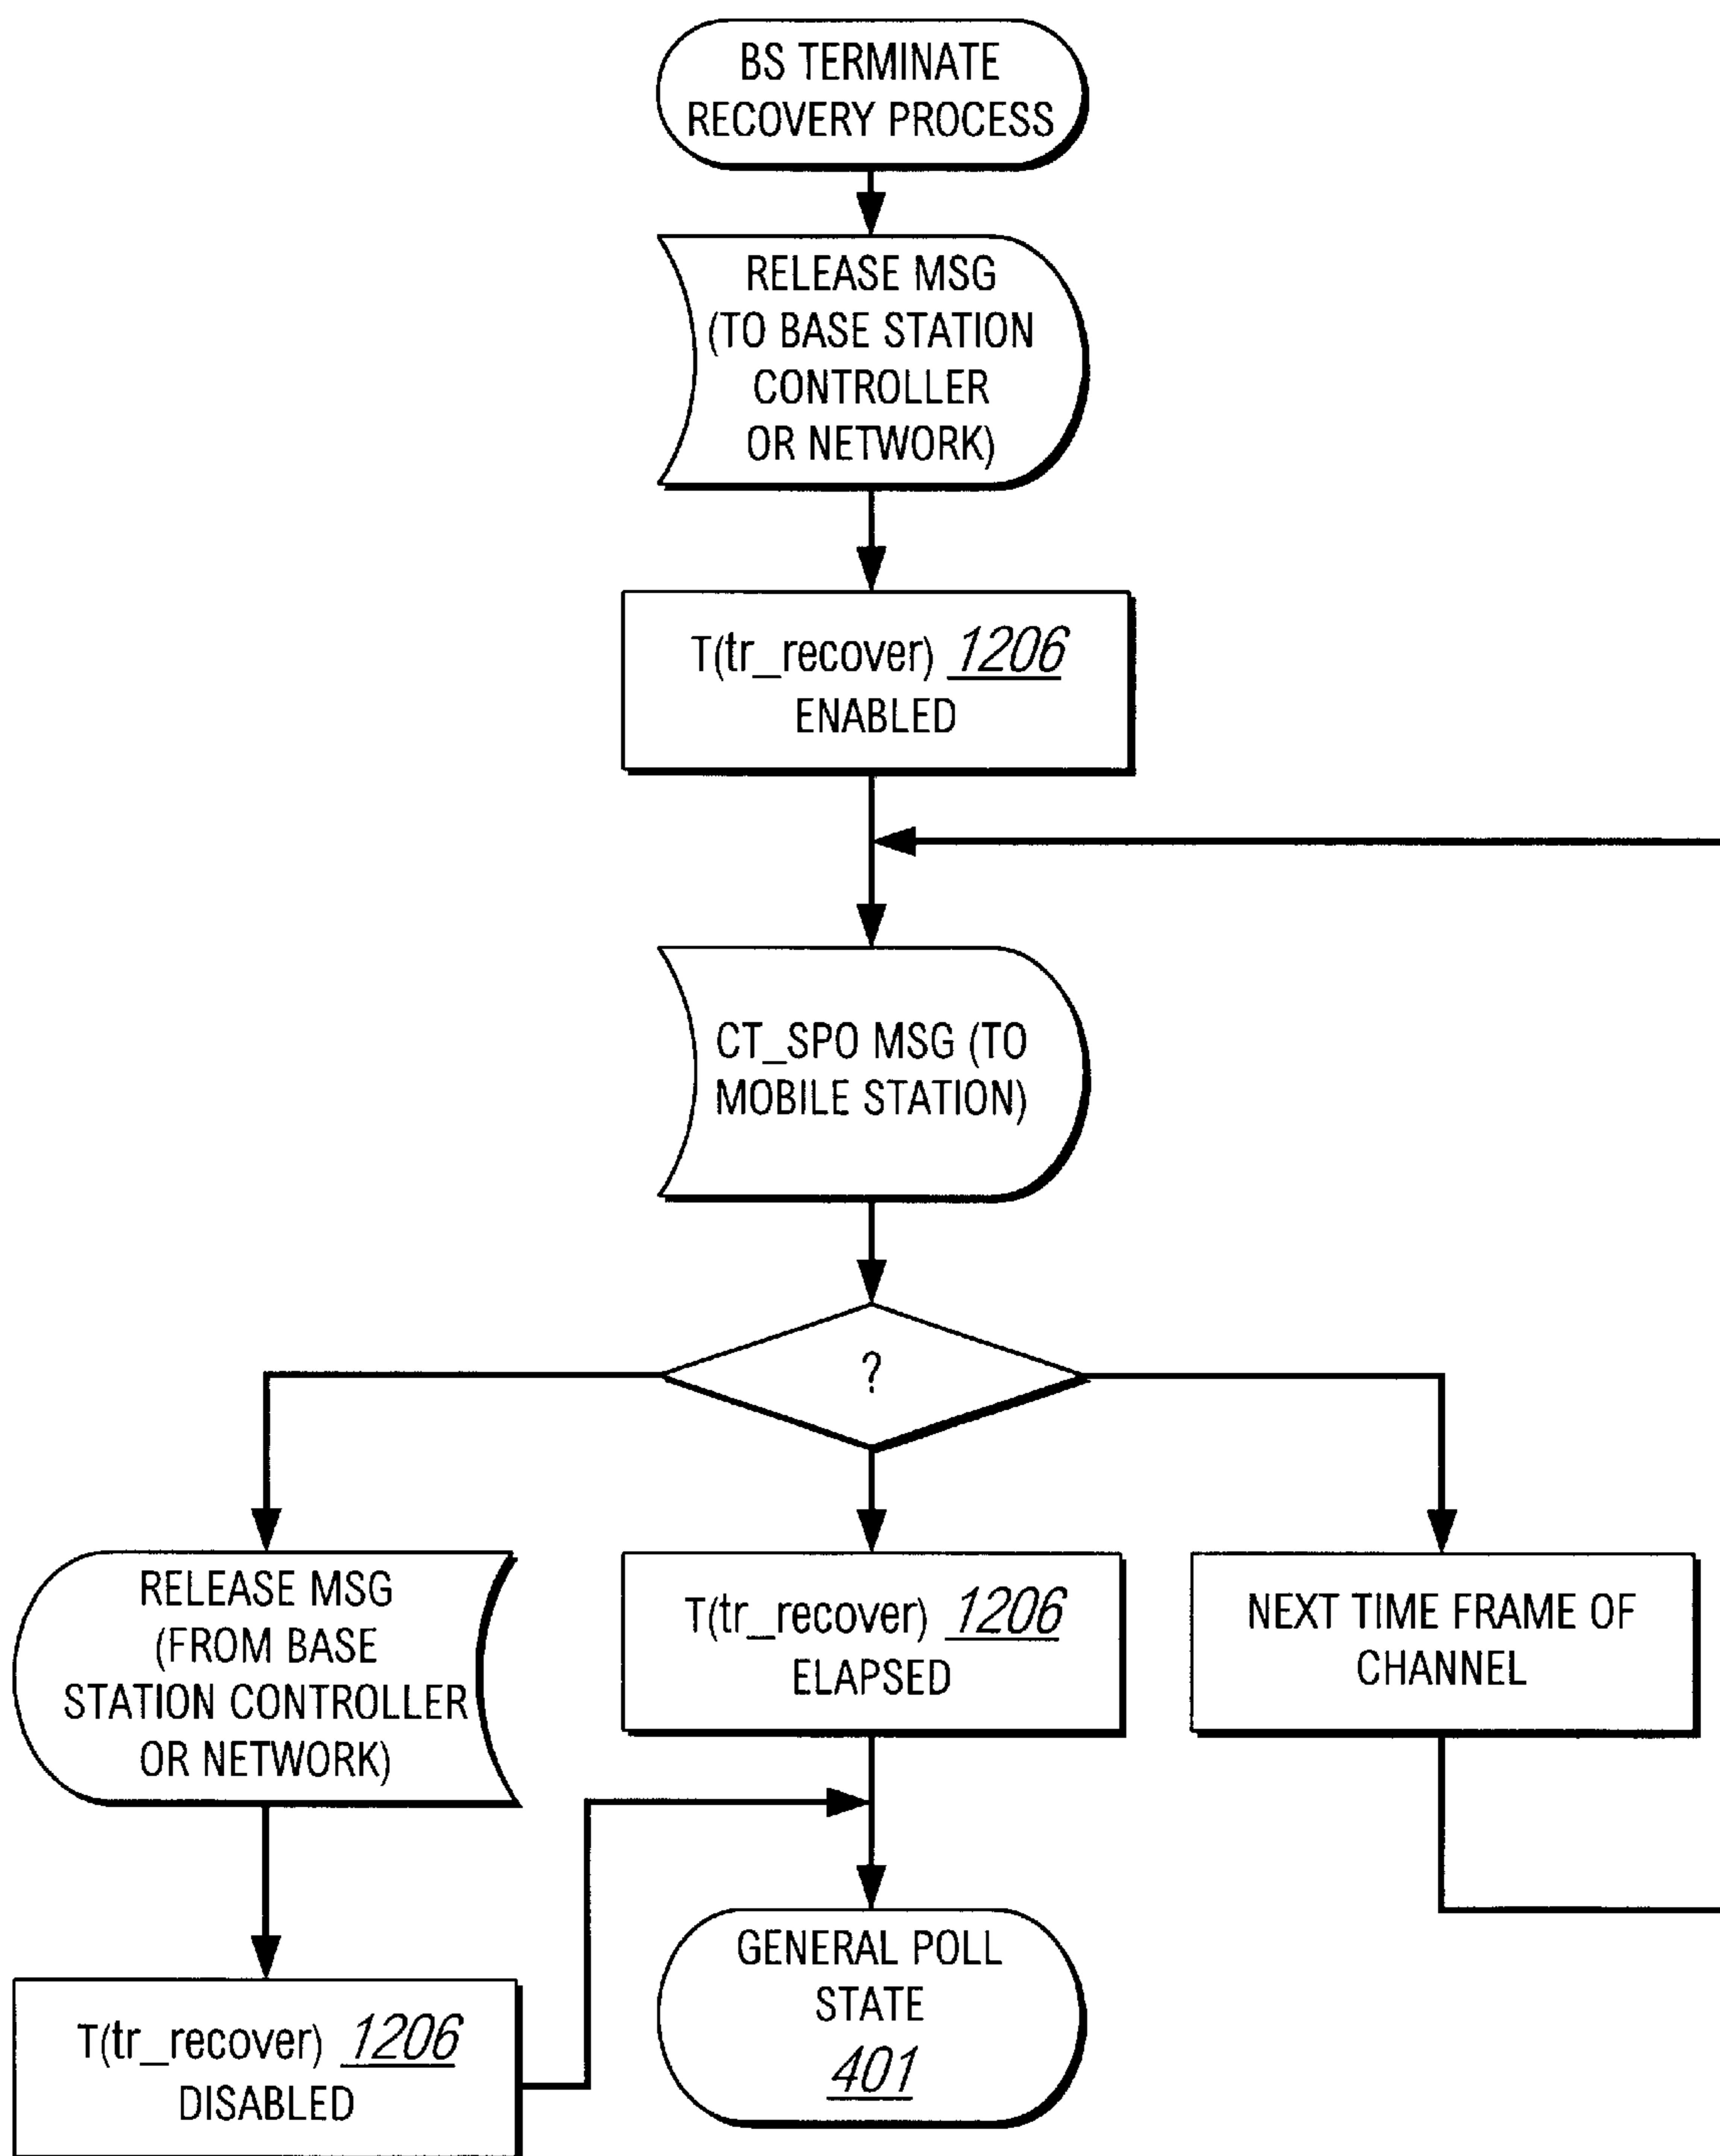 BS TERMINATE
RECOVERY PROCESS
RELEASE MSG
(TO BASE STATION
CONTROLLER
OR NETWORK)
T(tr_recover) 1206
ENABLED
CT_SPO MSG (TO
MOBILE STATION)
?
RELEASE MSG
(FROM BASE
STATION CONTROLLER
OR NETWORK)
T(tr_recover) 1206
ELAPSED
NEXT TIME FRAME OF
CHANNEL
T(tr_recover) 1206
DISABLED
GENERAL POLL
STATE
401